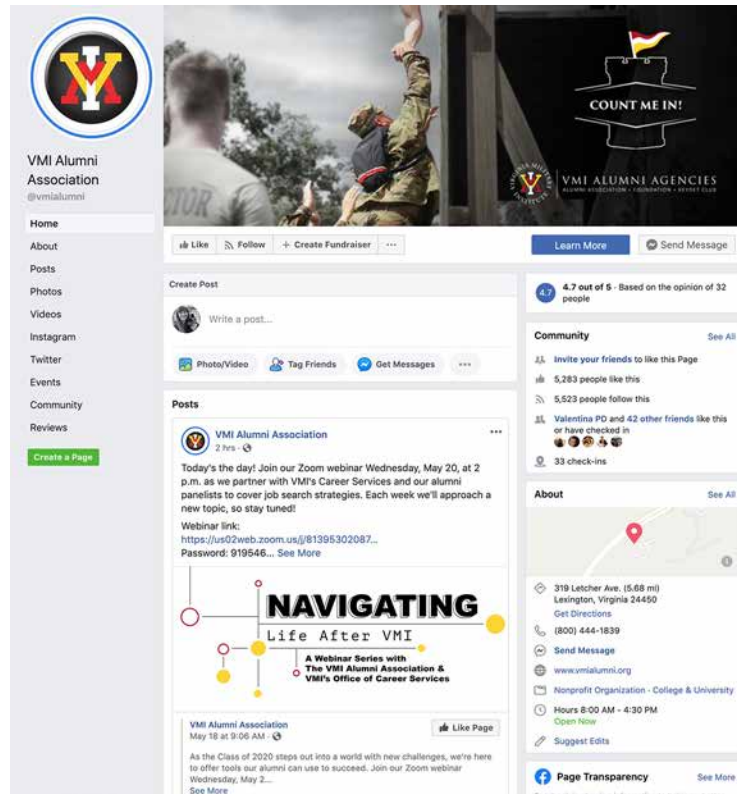 VMI Alumni
Association
@vmialumni
Home
About
Posts
Photos
Videos
Instagram
Twitter
Events
Community
Reviews
Create a Page
COUNT ME IN!
VIRGINIA MILITARY INSTITUTE
VMI ALUMNI AGENCIES
ALUMNI ASSOCIATION • FOUNDATION • KEYDET CLUB
Like
Follow
+ Create Fundraiser
...
Learn More
Send Message
Create Post
Write a post...
Photo/Video
Tag Friends
Get Messages
...
Posts
VMI Alumni Association
2 hrs ·
Today's the day! Join our Zoom webinar Wednesday, May 20, at 2
p.m. as we partner with VMI's Career Services and our alumni
panelists to cover job search strategies. Each week we'll approach a
new topic, so stay tuned!
Webinar link:
https://us02web.zoom.us/j/81395302087...
Password: 919546... See More
NAVIGATING
Life After VMI
A Webinar Series with
The VMI Alumni Association &
VMI's Office of Career Services
VMI Alumni Association
May 18 at 9:06 AM ·
Like Page
As the Class of 2020 steps out into a world with new challenges, we're here
to offer tools our alumni can use to succeed. Join our Zoom webinar
Wednesday, May 2...
See More
4.7
4.7 out of 5 · Based on the opinion of 32
people
Community
See All
Invite your friends to like this Page
5,283 people like this
5,523 people follow this
Valentina PD and 42 other friends like this
or have checked in
33 check-ins
About
See All
319 Letcher Ave. (5.68 mi)
Lexington, Virginia 24450
Get Directions
(800) 444-1839
Send Message
www.vmialumni.org
Nonprofit Organization · College & University
Hours 8:00 AM - 4:30 PM
Open Now
Suggest Edits
Page Transparency
See More